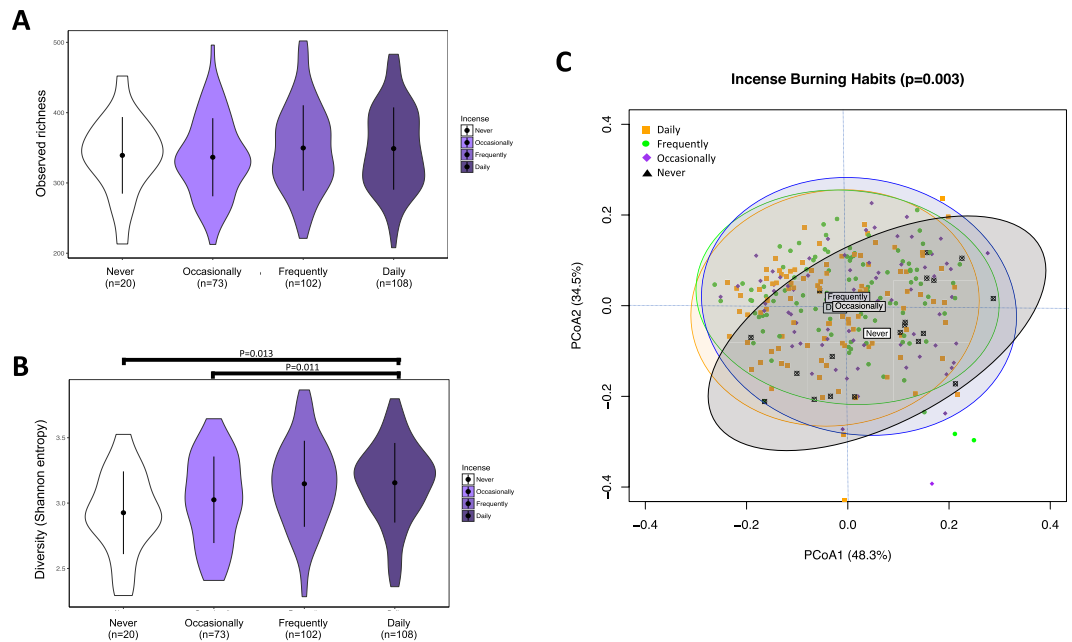 A
500
400
300
200
Observed richness
Never
(n=20)
Occasionally
(n=73)
Frequently
(n=102)
Daily
(n=108)
Incense
Never
Occasionally
Frequently
Daily
B
P=0.013
P=0.011
3.5
3.0
2.5
Diversity (Shannon entropy)
Never
(n=20)
Occasionally
(n=73)
Frequently
(n=102)
Daily
(n=108)
Incense
Never
Occasionally
Frequently
Daily
C
Incense Burning Habits (p=0.003)
Daily
Frequently
Occasionally
Never
0.4
0.2
0.0
−0.2
−0.4
PCoA2 (34.5%)
Frequently
D
Occasionally
Never
−0.4
−0.2
0.0
0.2
0.4
PCoA1 (48.3%)